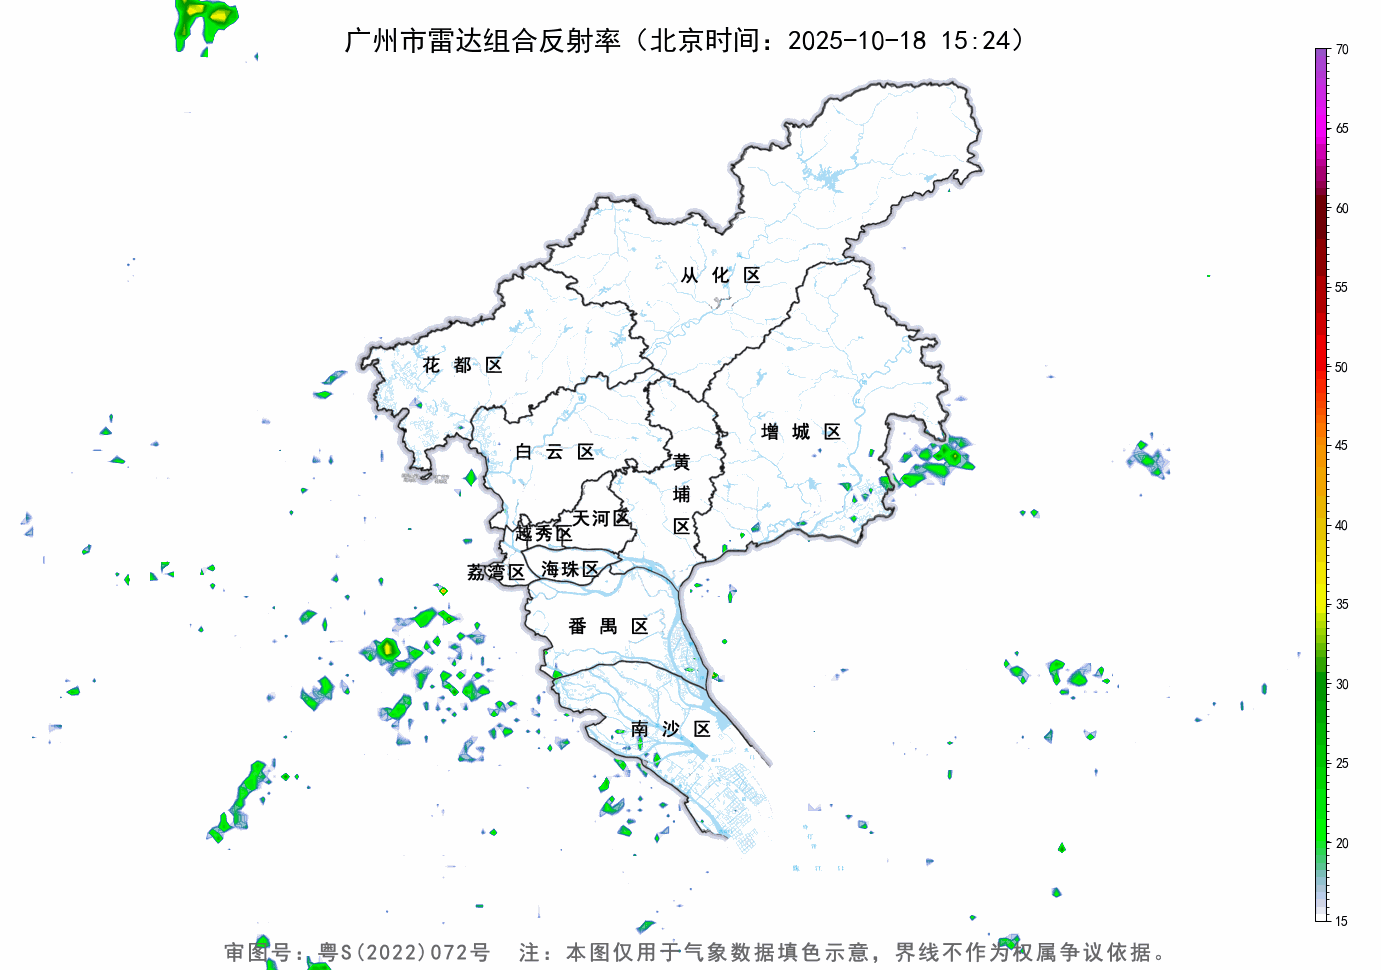 广州市雷达组合反射率（北京时间：2025-10-18 15:24）
70
65
60
55
50
45
40
35
30
25
20
15
从化区
花都区
增城区
白云区
黄埔区
天河区
越秀区
荔湾区
海珠区
番禺区
南沙区
审图号：粤S(2022)072号 注：本图仅用于气象数据填色示意，界线不作为权属争议依据。